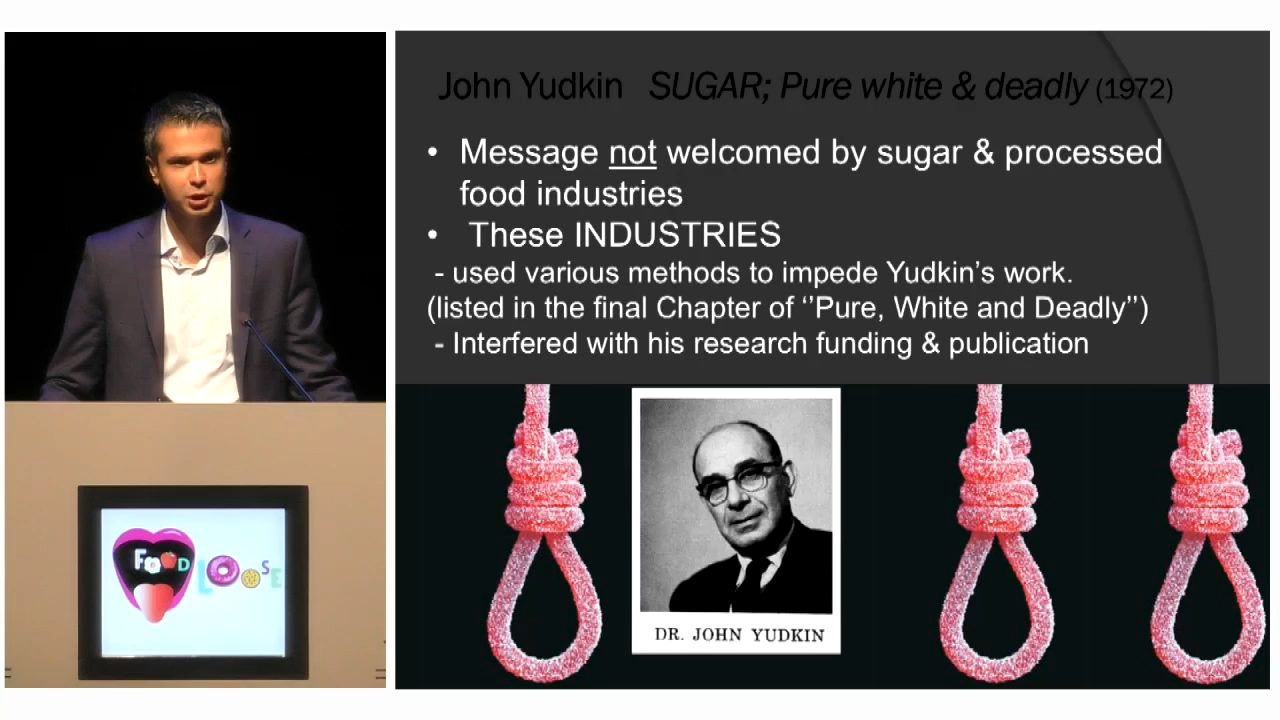 John Yudkin SUGAR; Pure white & deadly (1972)
• Message not welcomed by sugar & processed
food industries
• These INDUSTRIES
- used various methods to impede Yudkin’s work.
(listed in the final Chapter of ‘’Pure, White and Deadly’’)
- Interfered with his research funding & publication
DR. JOHN YUDKIN
FOOD
LOOSE